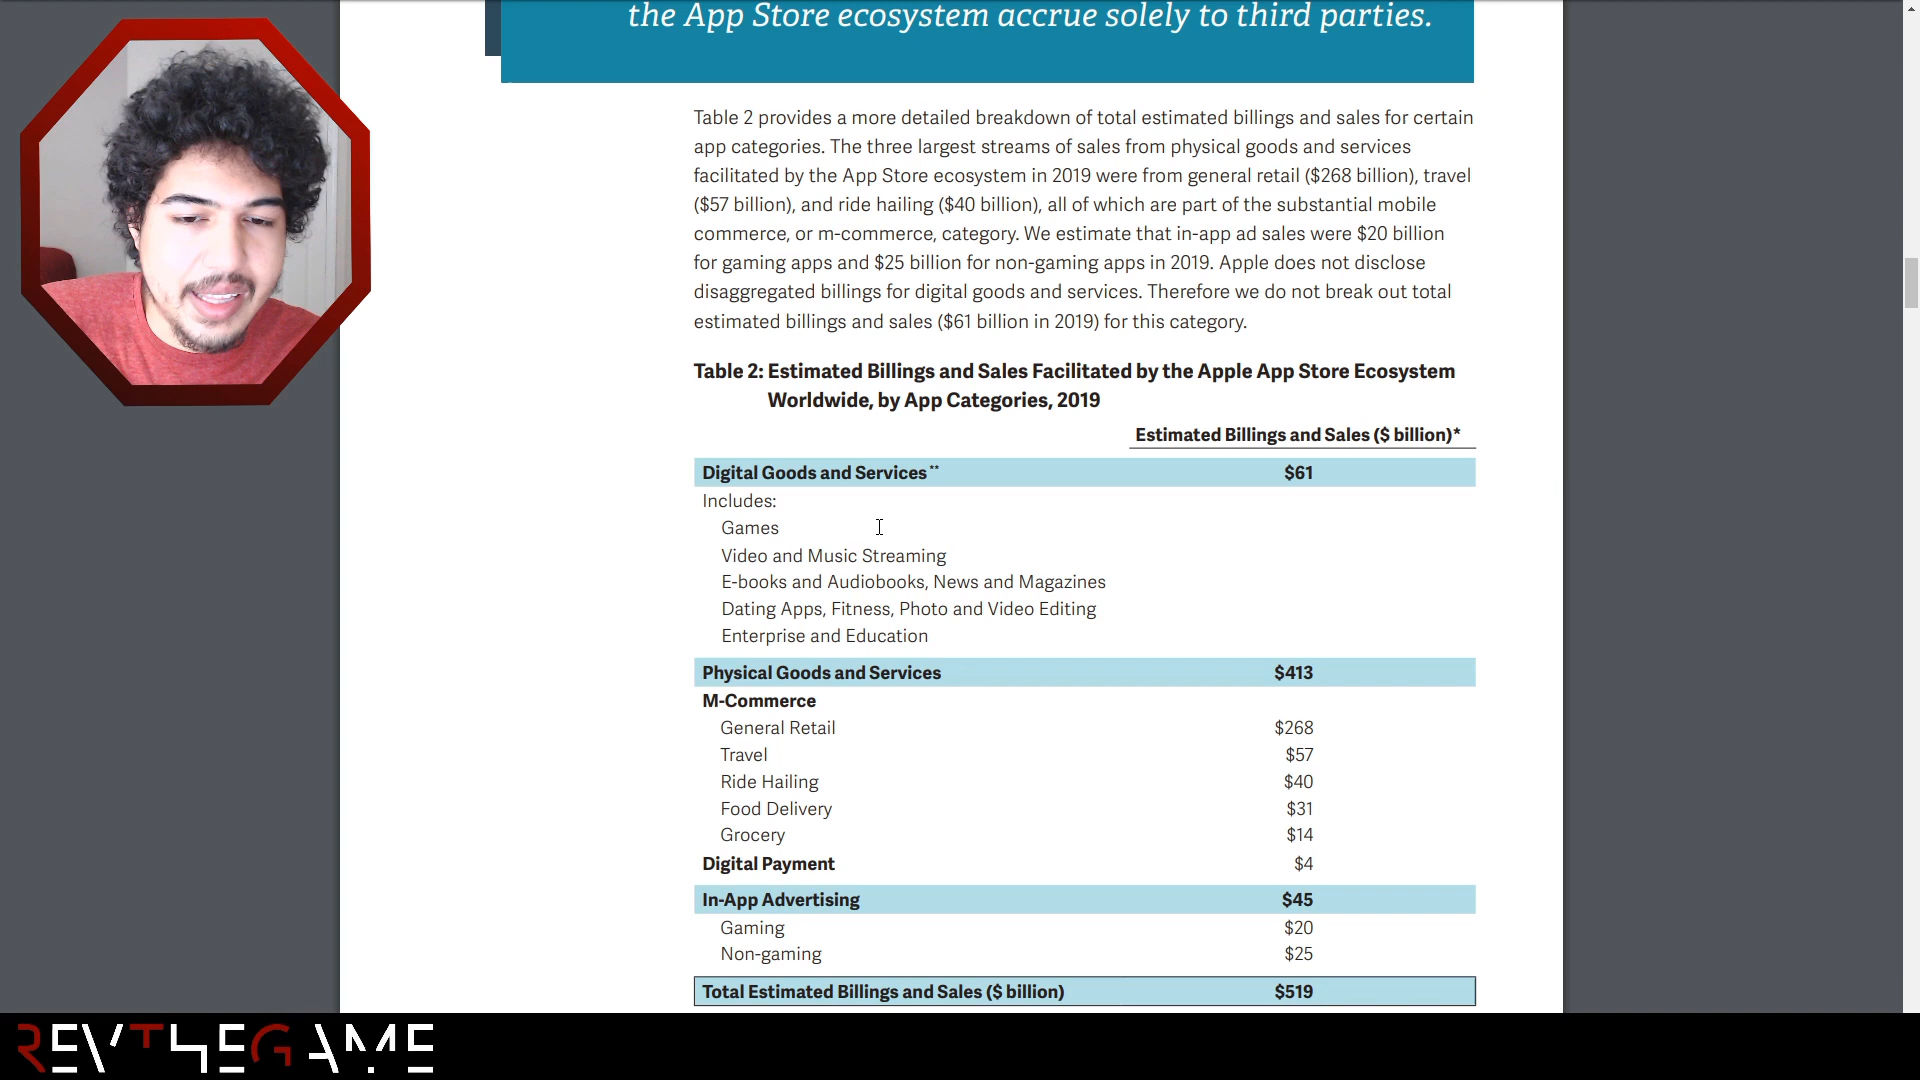 the App Store ecosystem accrue solely to third parties.
Table 2 provides a more detailed breakdown of total estimated billings and sales for certain
app categories. The three largest streams of sales from physical goods and services
facilitated by the App Store ecosystem in 2019 were from general retail ($268 billion), travel
($57 billion), and ride hailing ($40 billion), all of which are part of the substantial mobile
commerce, or m-commerce, category. We estimate that in-app ad sales were $20 billion
for gaming apps and $25 billion for non-gaming apps in 2019. Apple does not disclose
disaggregated billings for digital goods and services. Therefore we do not break out total
estimated billings and sales ($61 billion in 2019) for this category.
Table 2: Estimated Billings and Sales Facilitated by the Apple App Store Ecosystem
Worldwide, by App Categories, 2019
Estimated Billings and Sales ($ billion)*
Digital Goods and Services** $61
Includes:
Games
Video and Music Streaming
E-books and Audiobooks, News and Magazines
Dating Apps, Fitness, Photo and Video Editing
Enterprise and Education
Physical Goods and Services $413
M-Commerce
General Retail $268
Travel $57
Ride Hailing $40
Food Delivery $31
Grocery $14
Digital Payment $4
In-App Advertising $45
Gaming $20
Non-gaming $25
Total Estimated Billings and Sales ($ billion) $519
REVTHEGAME